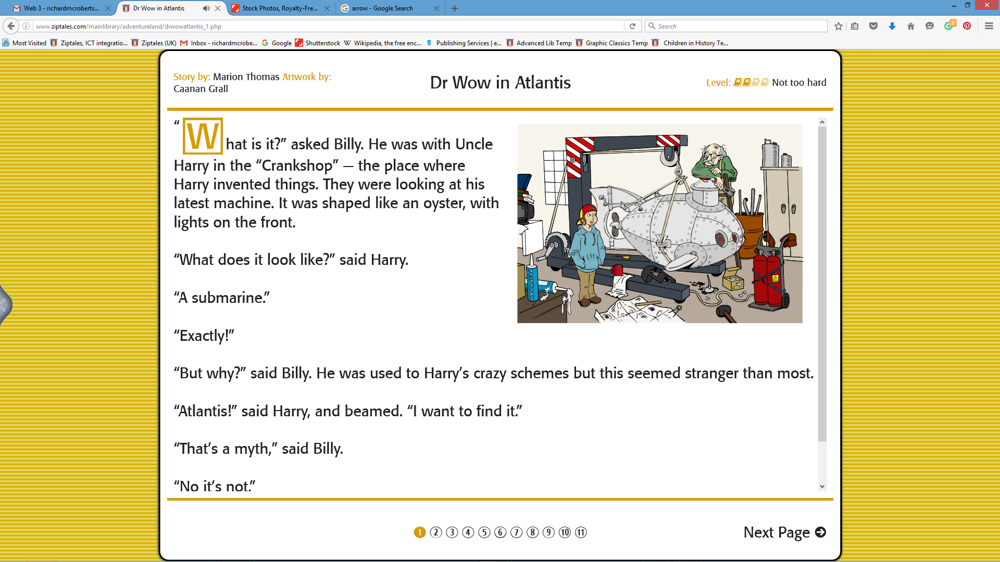 Web 3 - richardmcroberts...
Dr Wow in Atlantis
Stock Photos, Royalty-Fre...
arrow - Google Search
www.ziptales.com/mainlibrary/adventureland/drwowatlantis_1.php
Search
2
Most Visited
Ziptales, ICT integratio...
Ziptales (UK)
Inbox - richardmcrobe...
Google
Shutterstock
Wikipedia, the free enc...
Publishing Services | e...
Advanced Lib Temp
Graphic Classics Temp
Children in History Te...
Story by: Marion Thomas Artwork by:
Caanan Grall
Dr Wow in Atlantis
Level: Not too hard
“What is it?” asked Billy. He was with Uncle
Harry in the “Crankshop” – the place where
Harry invented things. They were looking at his
latest machine. It was shaped like an oyster, with
lights on the front.
“What does it look like?” said Harry.
“A submarine.”
“Exactly!”
“But why?” said Billy. He was used to Harry’s crazy schemes but this seemed stranger than most.
“Atlantis!” said Harry, and beamed. “I want to find it.”
“That’s a myth,” said Billy.
“No it’s not.”
1 2 3 4 5 6 7 8 9 10 11
Next Page